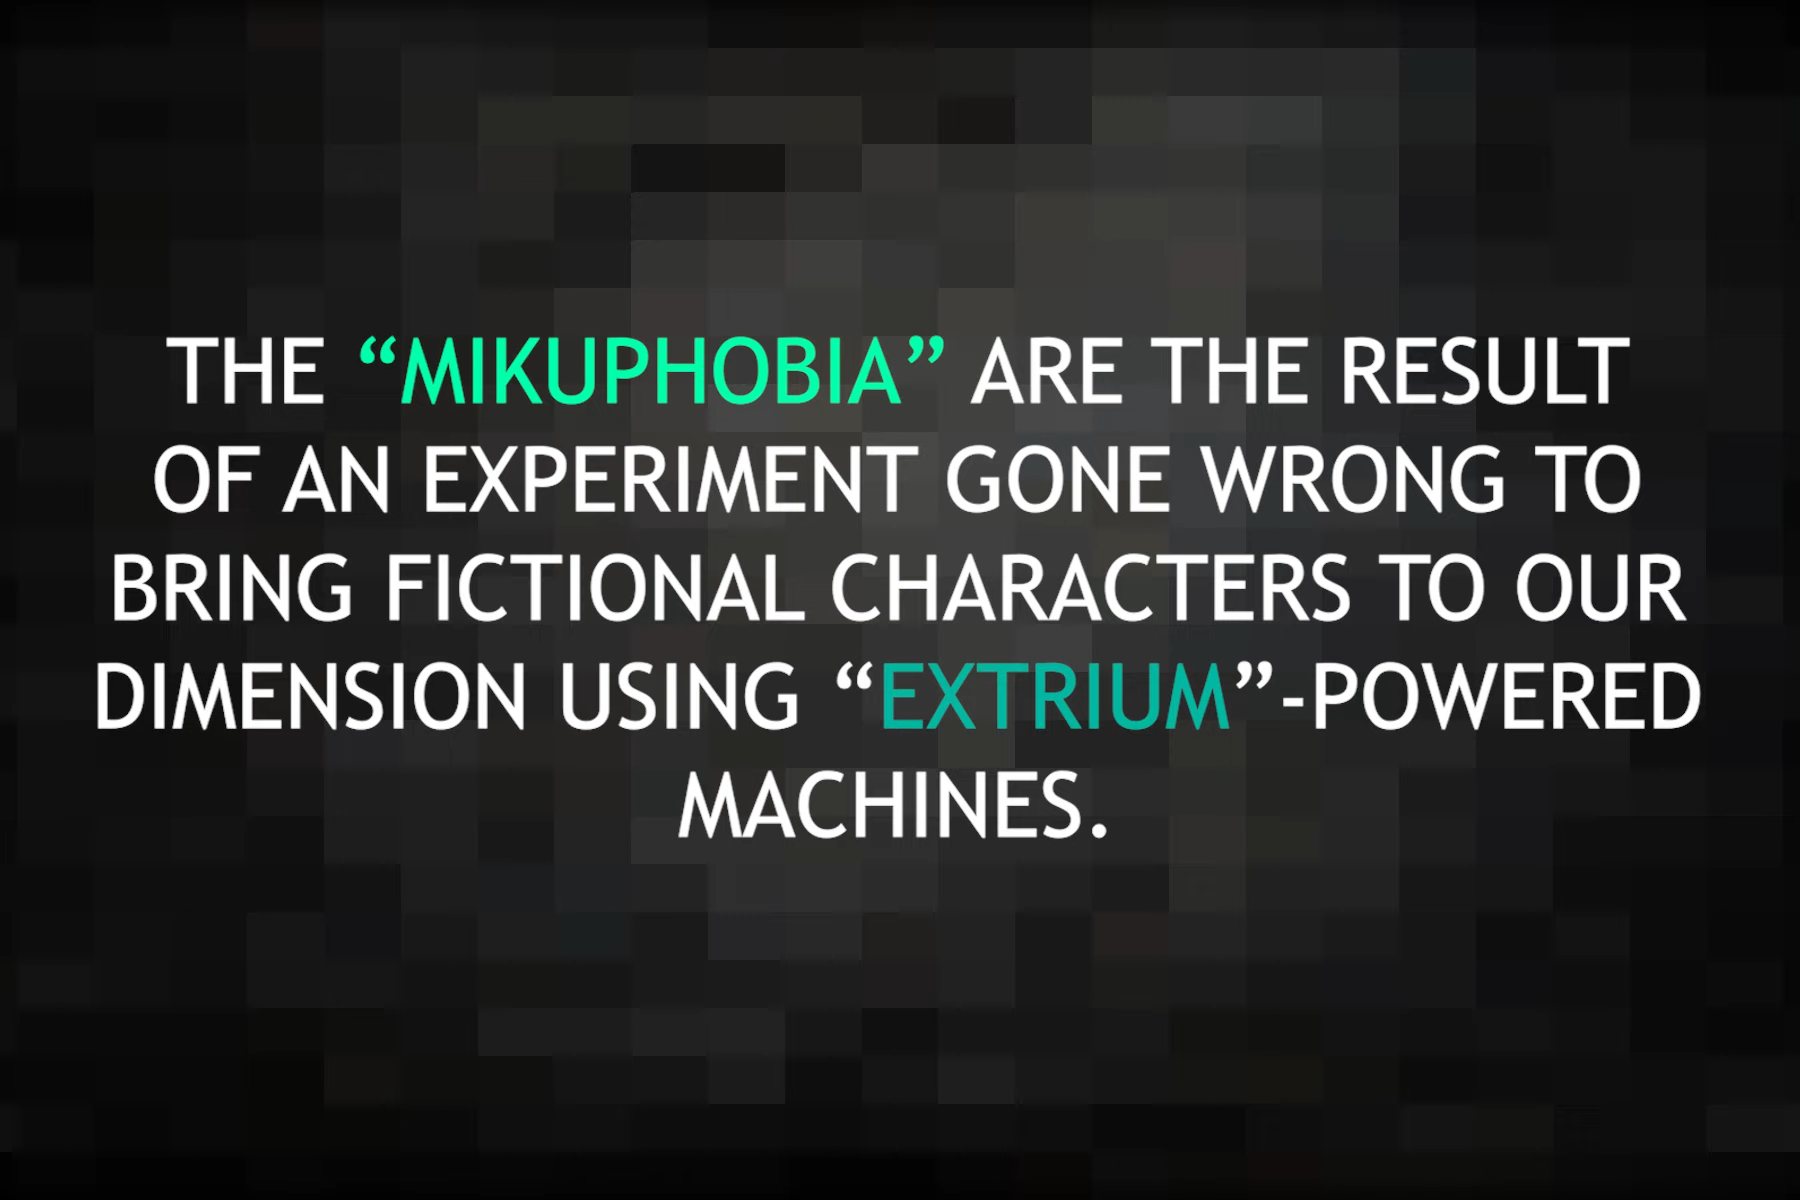 THE “MIKUPHOBIA” ARE THE RESULT
OF AN EXPERIMENT GONE WRONG TO
BRING FICTIONAL CHARACTERS TO OUR
DIMENSION USING “EXTRIUM”-POWERED
MACHINES.